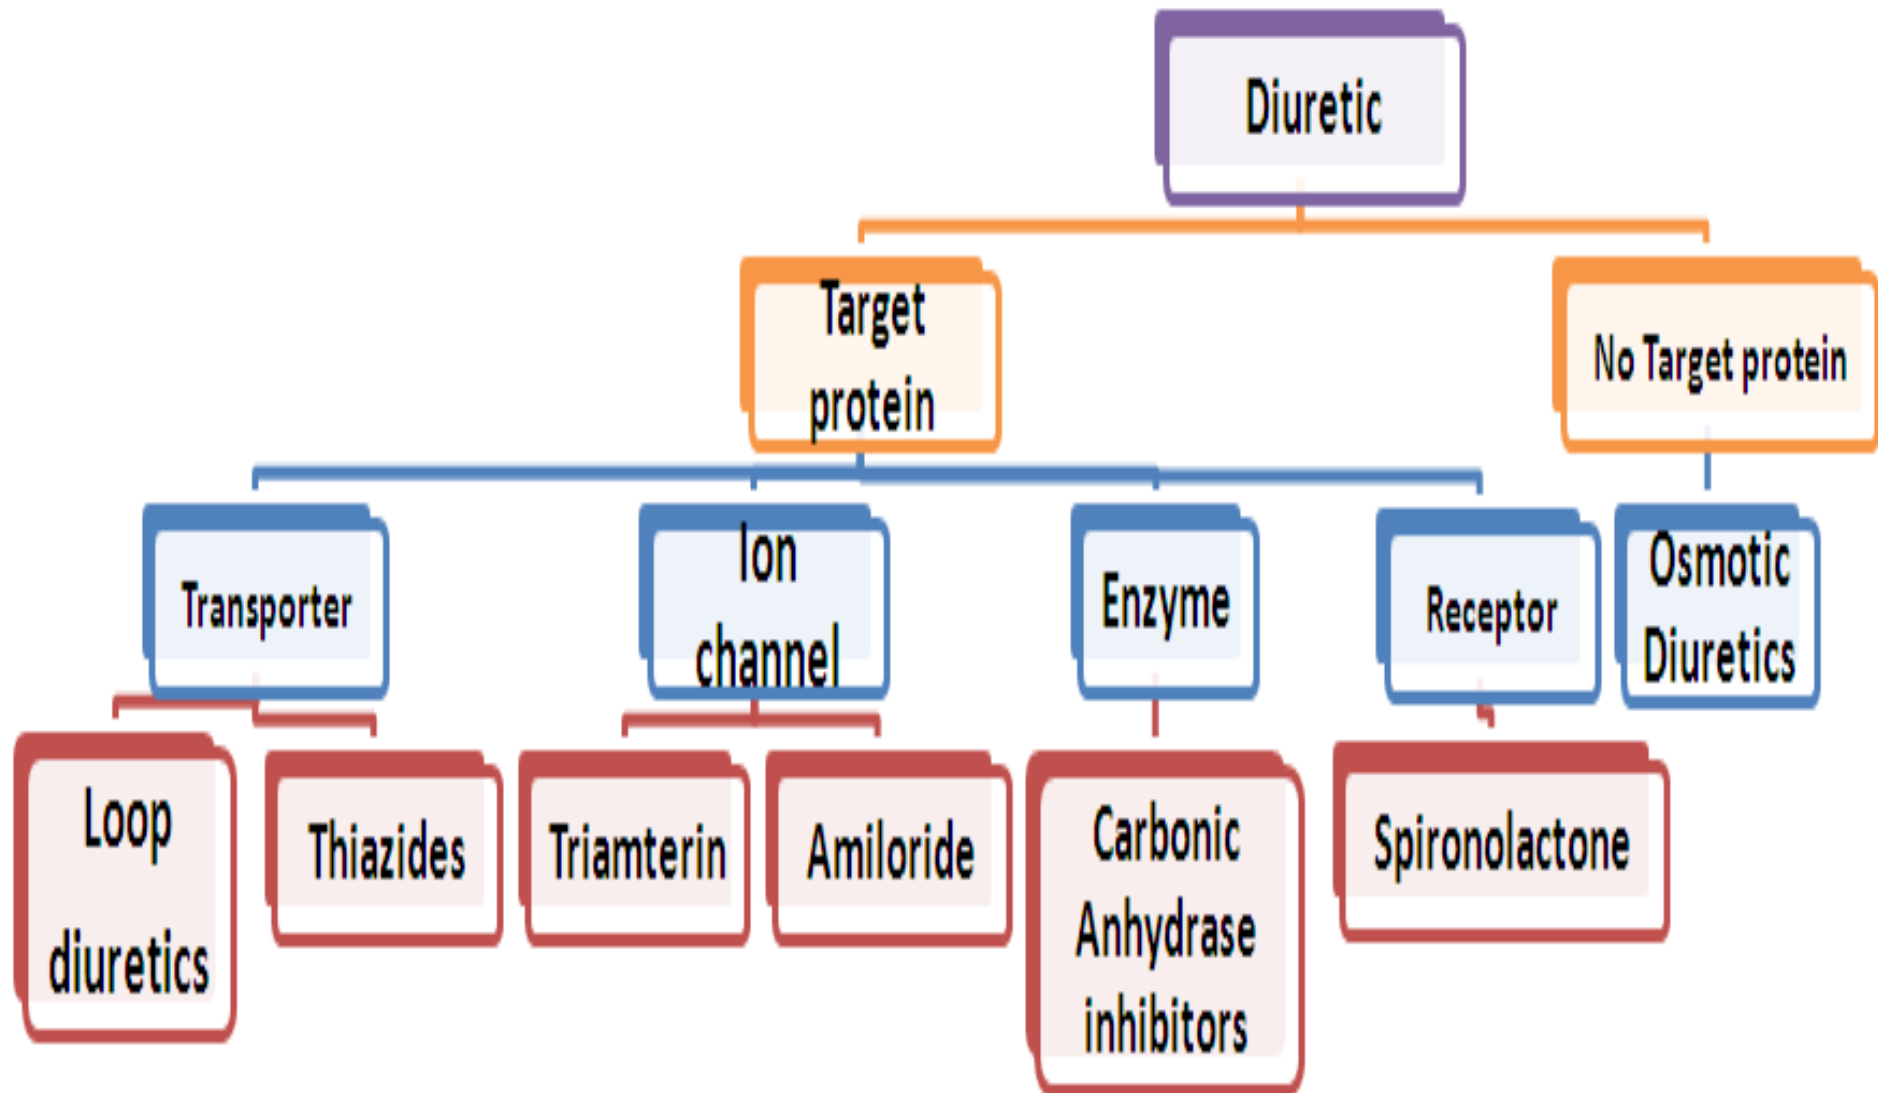 Diuretic
Target
protein
No Target protein
Transporter
Ion
channel
Enzyme
Receptor
Osmotic
Diuretics
Loop
diuretics
Thiazides
Triamterin
Amiloride
Carbonic
Anhydrase
inhibitors
Spironolactone